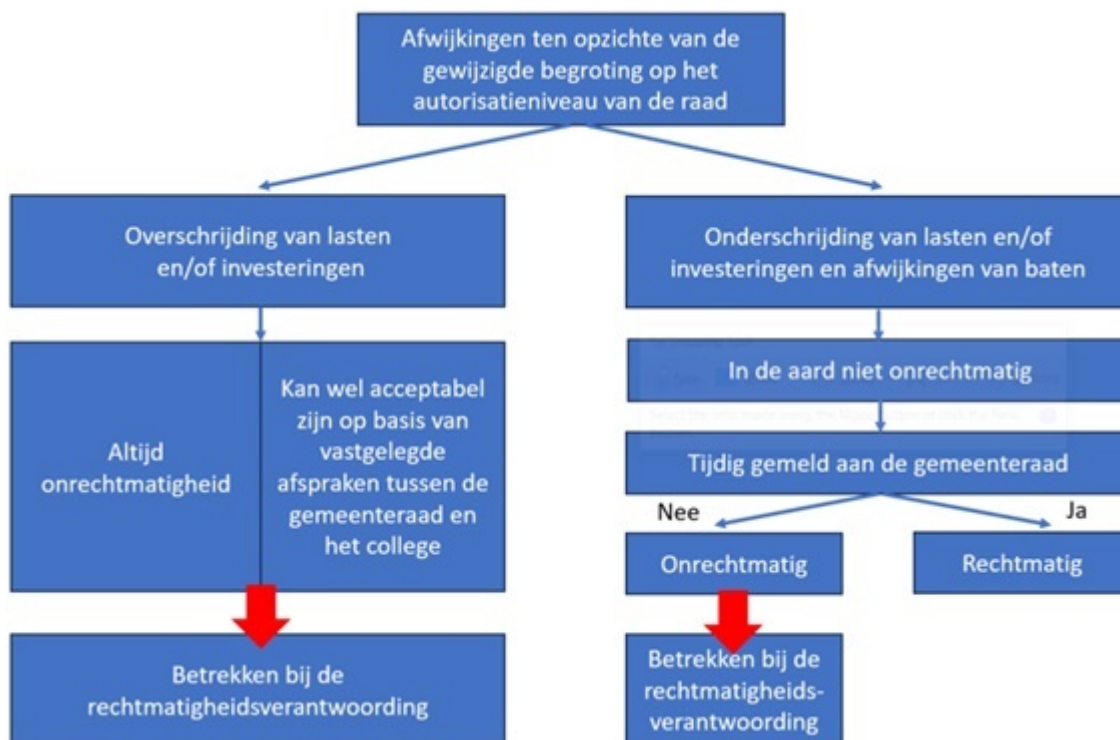 Afwijkingen ten opzichte van de
gewijzigde begroting op het
autorisatieniveau van de raad
Overschrijding van lasten
en/of investeringen
Onderschrijding van lasten en/of
investeringen en afwijkingen van baten
Altijd
onrechtmatigheid
Kan wel acceptabel
zijn op basis van
vastgelegde
afspraken tussen de
gemeenteraad en
het college
In de aard niet onrechtmatig
Tijdig gemeld aan de gemeenteraad
Nee
Ja
Onrechtmatig
Rechtmatig
Betrekken bij de
rechtmatigheidsverantwoording
Betrekken bij de
rechtmatigheids-
verantwoording